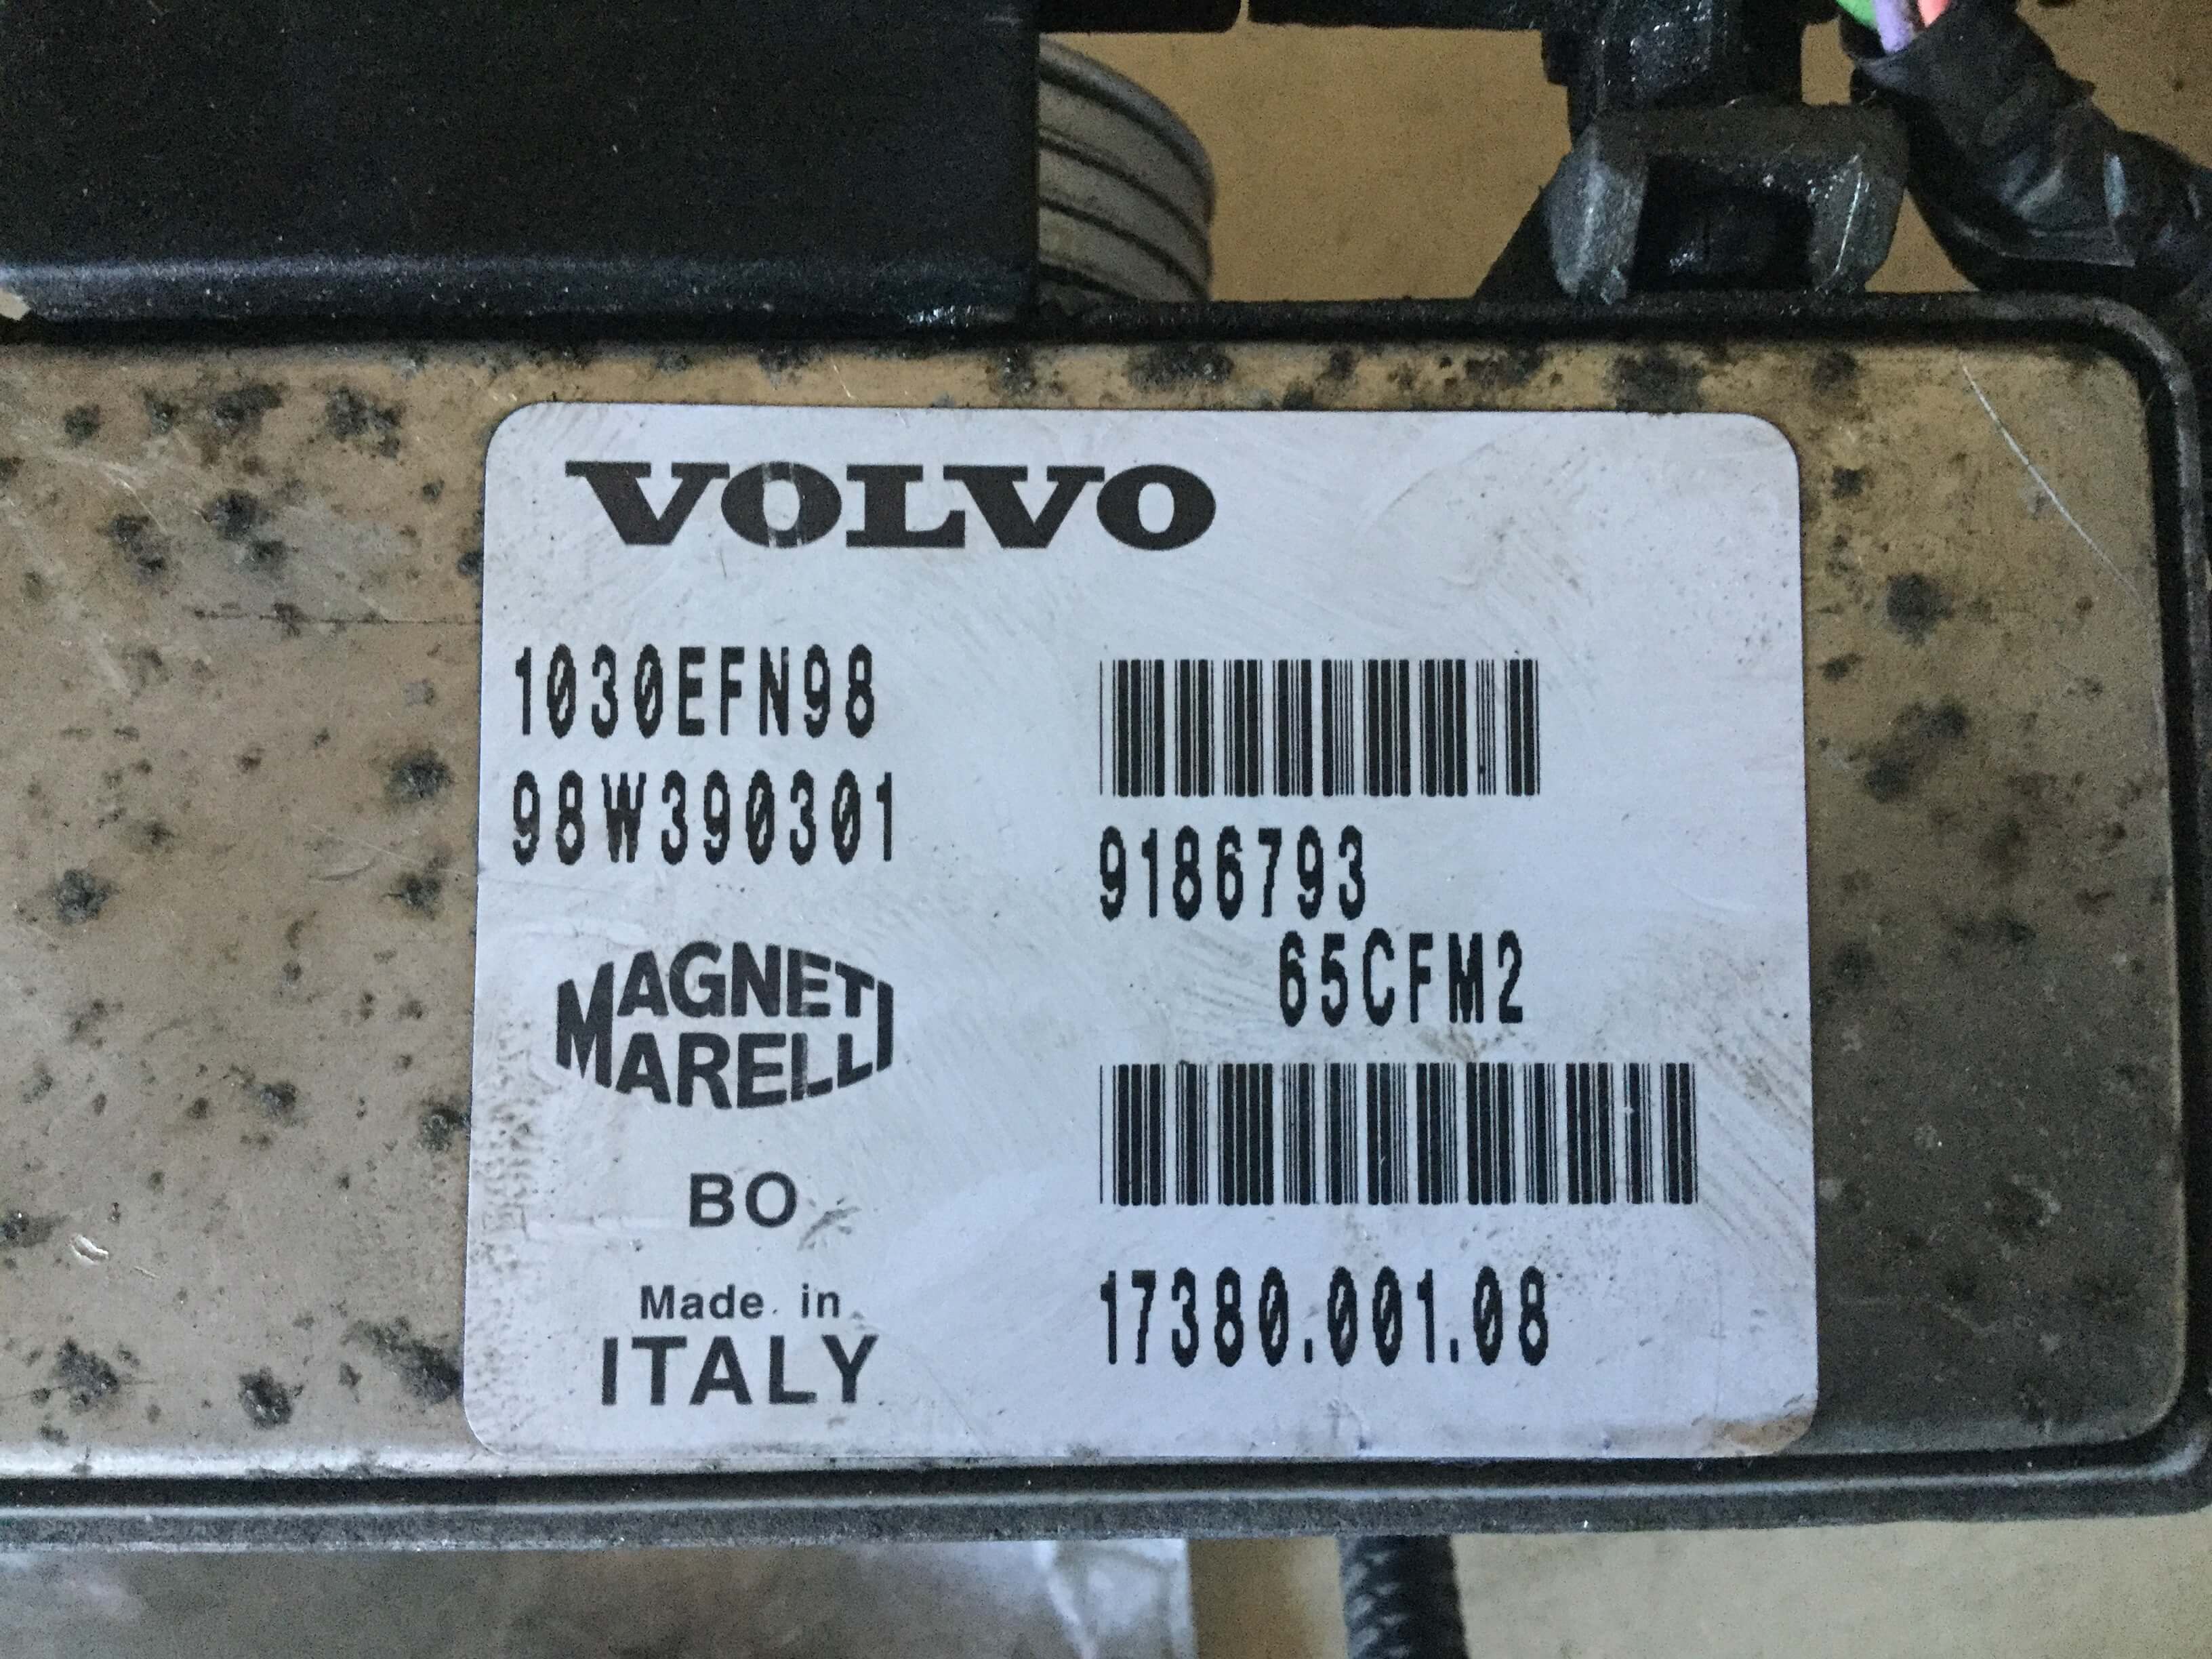 VOLVO
1030EFN98
98W390301
MAGNETI
MARELLI
BO
Made in
ITALY
9186793
65CFM2
17380.001.08